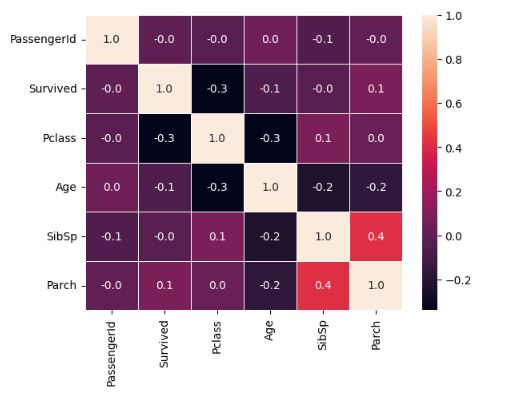 PassengerId 1.0 -0.0 -0.0 0.0 -0.1 -0.0
Survived -0.0 1.0 -0.3 -0.1 -0.0 0.1
Pclass -0.0 -0.3 1.0 -0.3 0.1 0.0
Age 0.0 -0.1 -0.3 1.0 -0.2 -0.2
SibSp -0.1 -0.0 0.1 -0.2 1.0 0.4
Parch -0.0 0.1 0.0 -0.2 0.4 1.0
PassengerId Survived Pclass Age SibSp Parch
1.0
0.8
0.6
0.4
0.2
0.0
−0.2